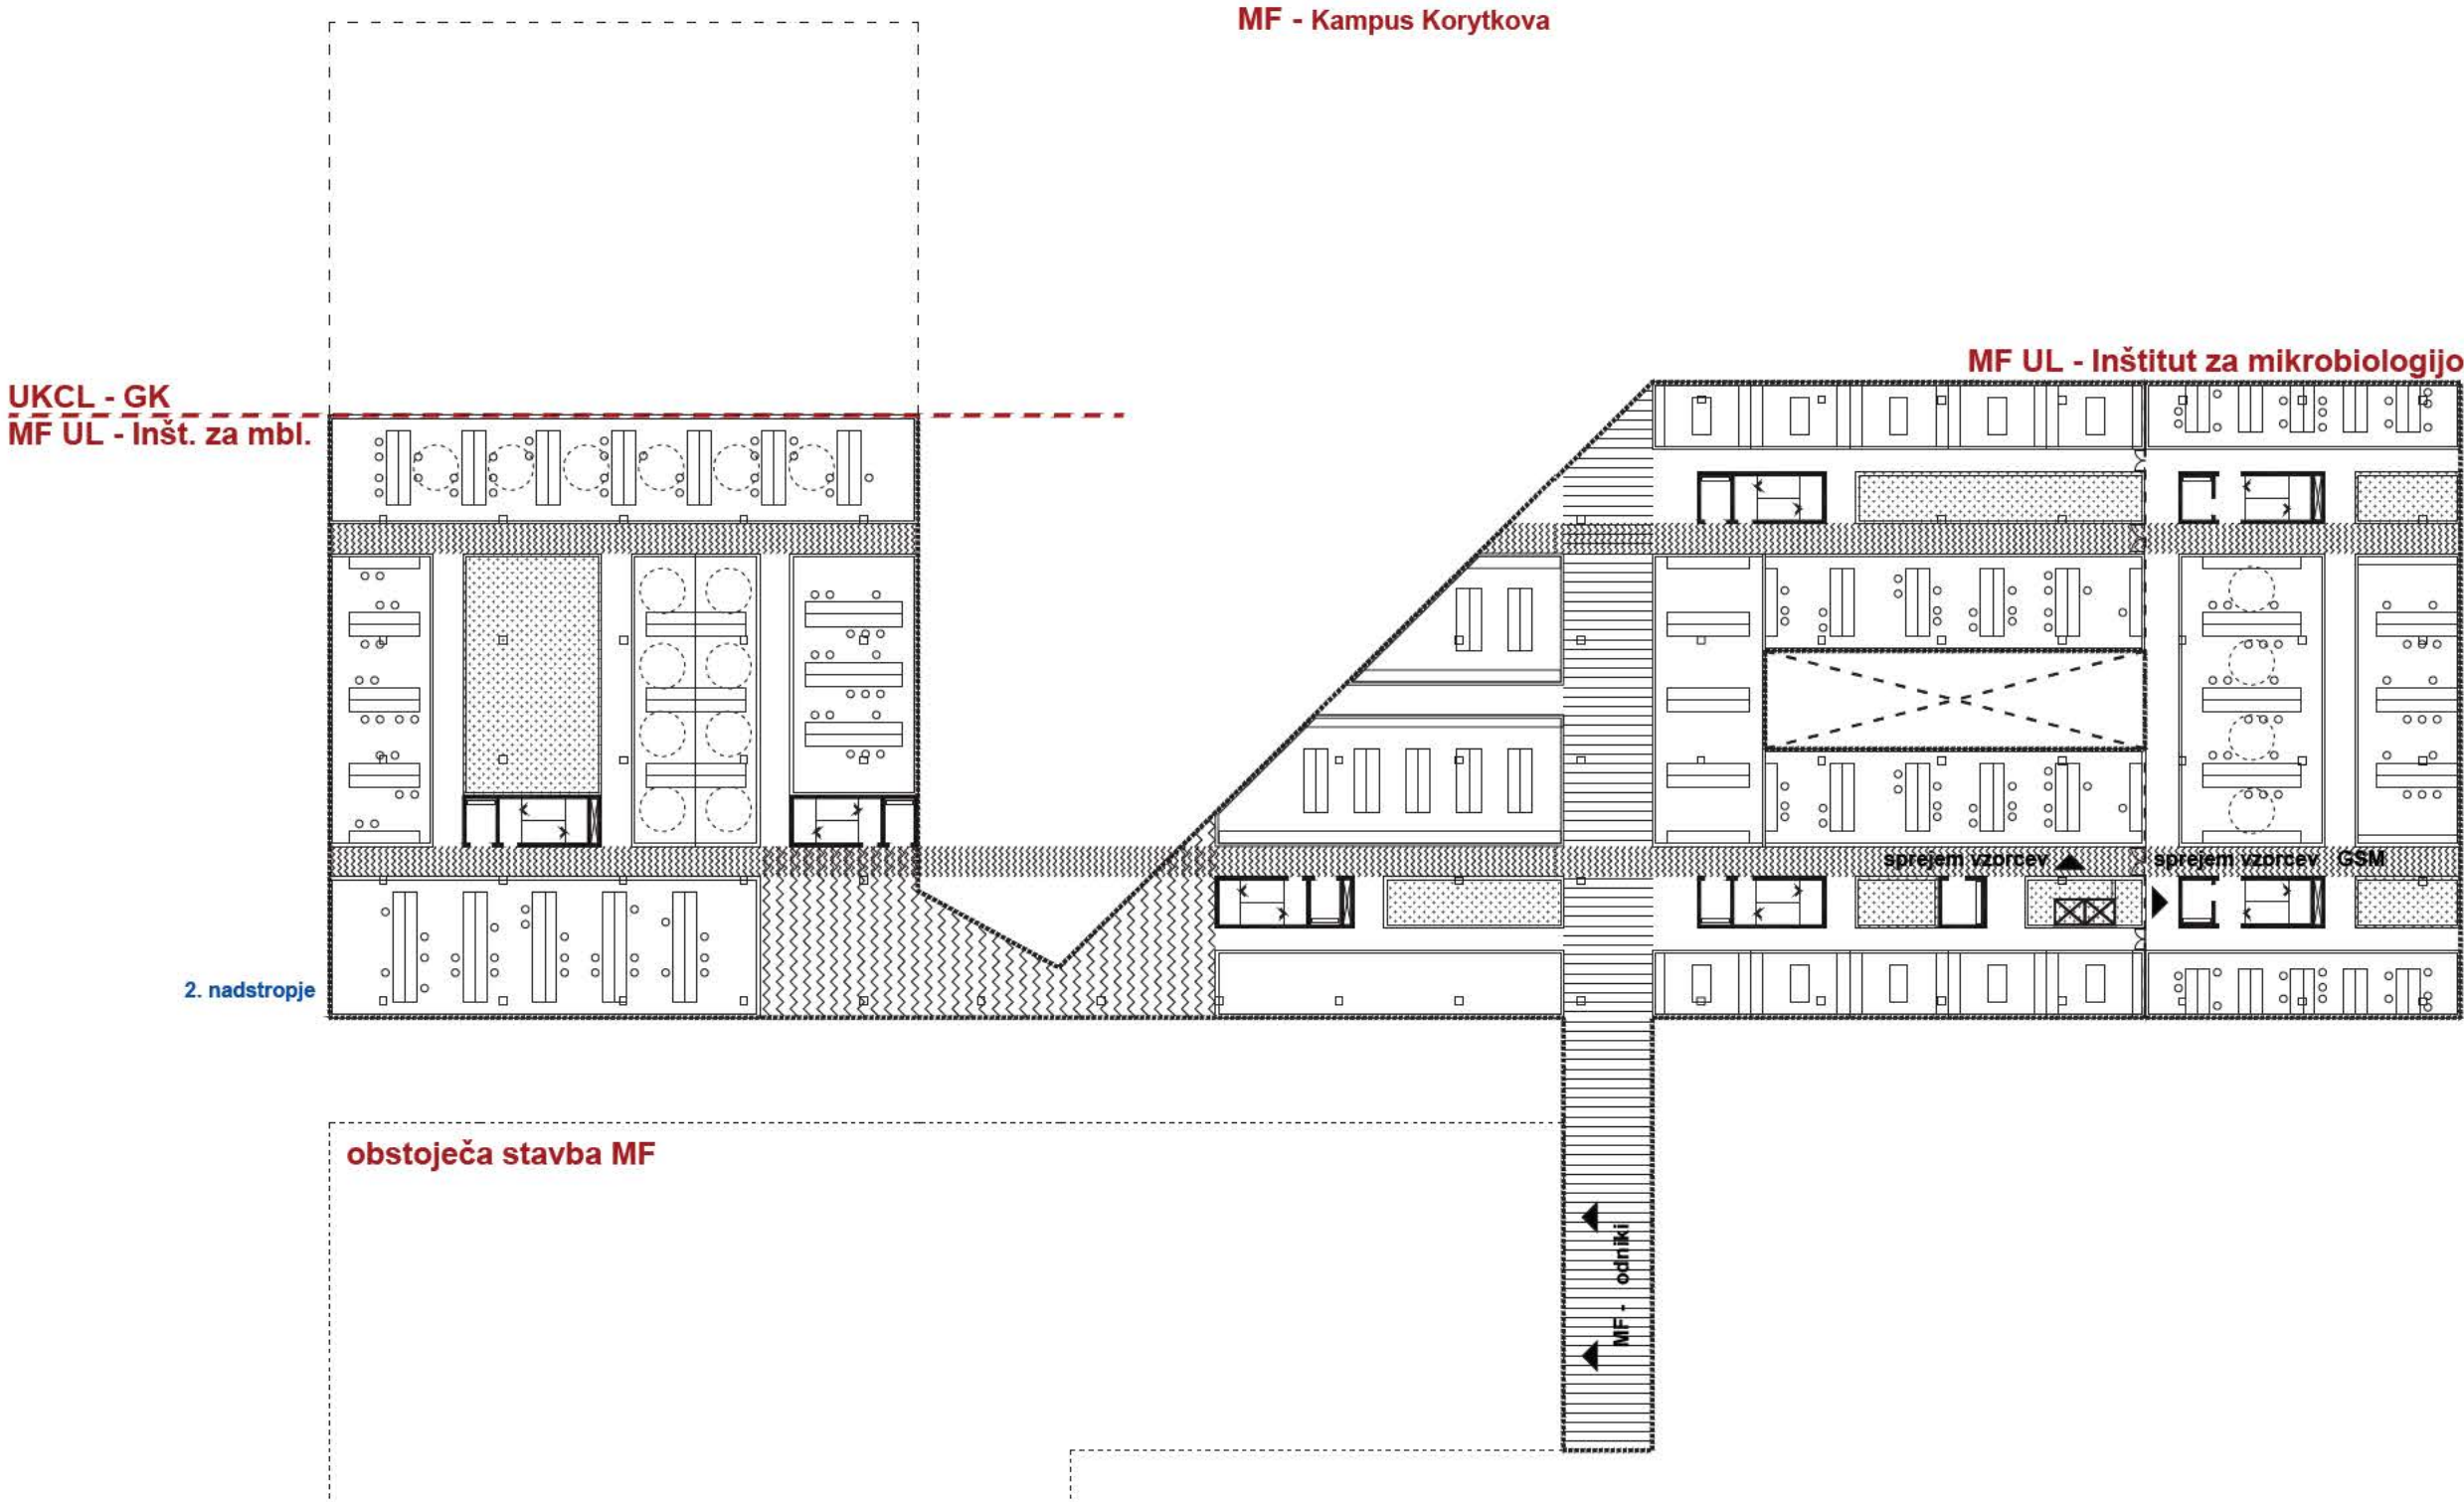 MF - Kampus Korytkova
MF UL - Inštitut za mikrobiologijo
UKCL - GK
MF UL - Inšt. za mbl.
sprejem vzorcev
sprejem vzorcev GSM
2. nadstropje
obstoječa stavba MF
MF - odniki